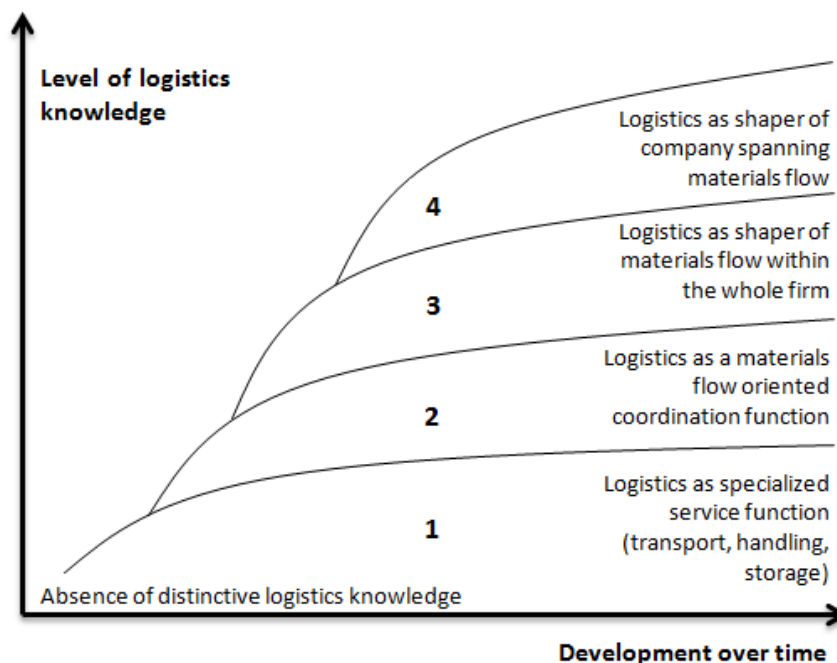 Level of logistics
knowledge
Logistics as shaper of
company spanning
materials flow
4
Logistics as shaper of
materials flow within
the whole firm
3
Logistics as a materials
flow oriented
coordination function
2
Logistics as specialized
service function
(transport, handling,
storage)
1
Absence of distinctive logistics knowledge
Development over time